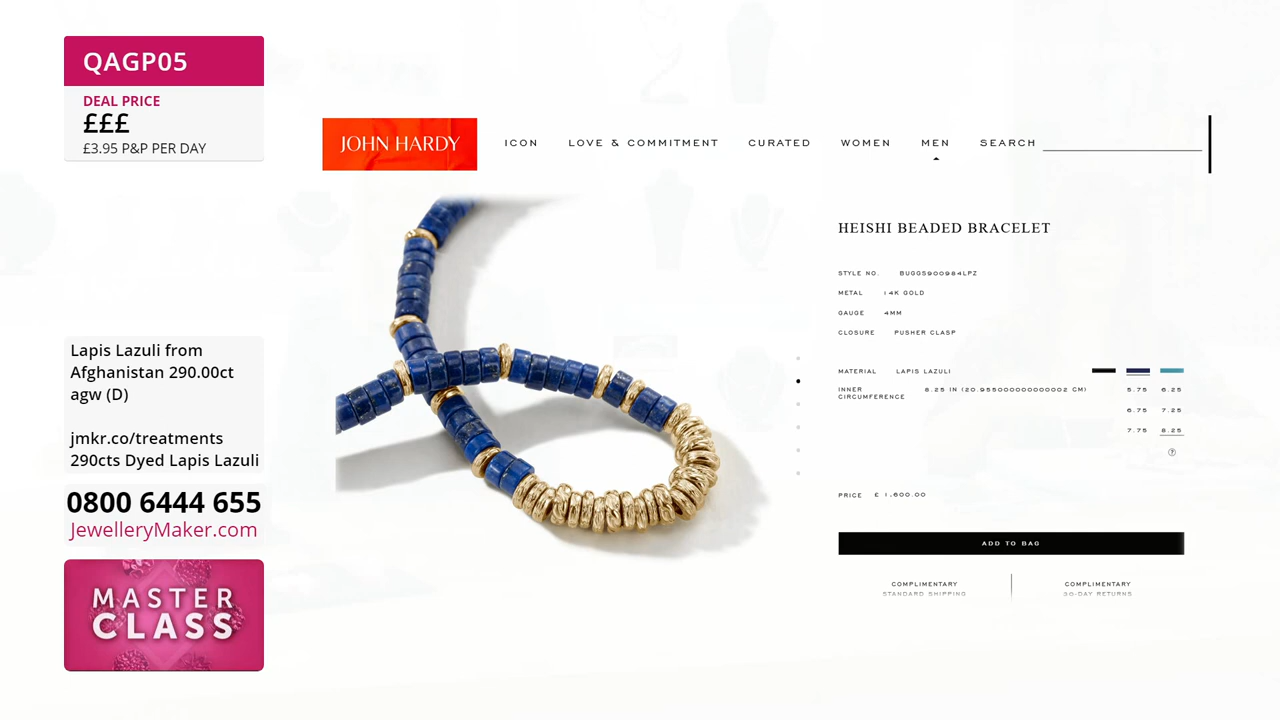 QAGP05
DEAL PRICE
£££
£3.95 P&P PER DAY
JOHN HARDY
ICON
LOVE & COMMITMENT
CURATED
WOMEN
MEN
SEARCH
HEISHI BEADED BRACELET
STYLE NO. BUGGS900984LPZ
METAL 14K GOLD
GAUGE 4MM
CLOSURE PUSHER CLASP
MATERIAL LAPIS LAZULI
INNER CIRCUMFERENCE 8.25 IN (20.955000000000002 CM)
5.75 6.25
6.75 7.25
7.75 8.25
?
PRICE £ 1,600.00
ADD TO BAG
COMPLIMENTARY
STANDARD SHIPPING
COMPLIMENTARY
30-DAY RETURNS
Lapis Lazuli from
Afghanistan 290.00ct
agw (D)
jmkr.co/treatments
290cts Dyed Lapis Lazuli
0800 6444 655
JewelleryMaker.com
MASTER
CLASS